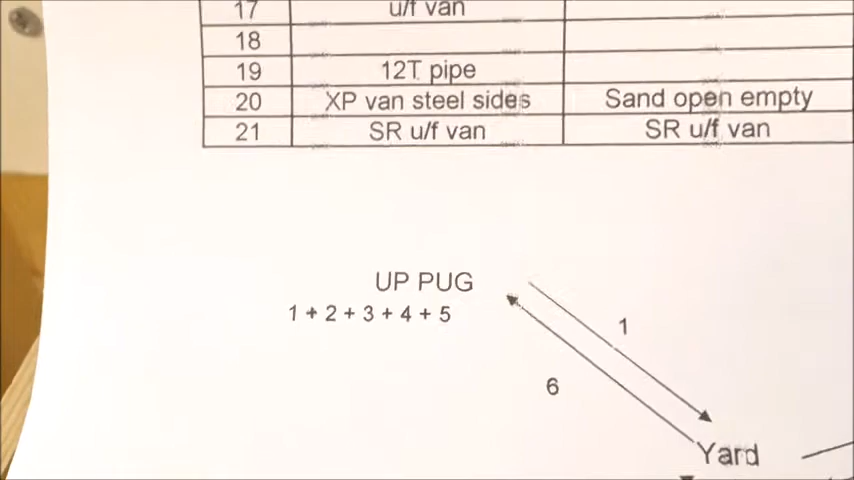 17 u/f van
18
19 12T pipe
20 XP van steel sides Sand open empty
21 SR u/f van SR u/f van
UP PUG
1 + 2 + 3 + 4 + 5
1
6
Yard